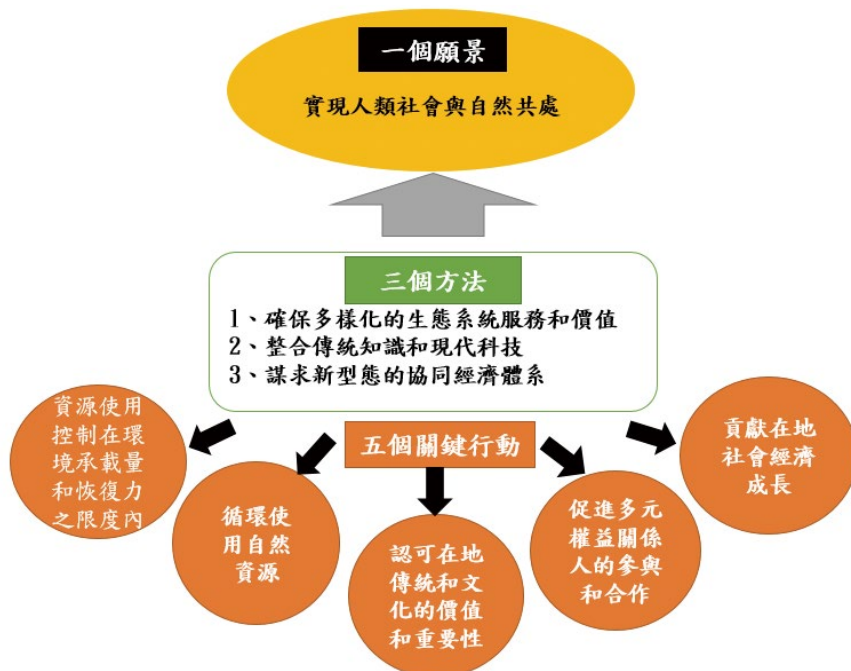 一個願景
實現人類社會與自然共處
三個方法
1、確保多樣化的生態系統服務和價值
2、整合傳統知識和現代科技
3、謀求新型態的協同經濟體系
五個關鍵行動
資源使用
控制在環
境承載量
和恢復力
之限度內
循環使
用自然
資源
認可在地
傳統和文
化的價值
和重要性
促進多元
權益關係
人的參與
和合作
貢獻在地
社會經濟
成長